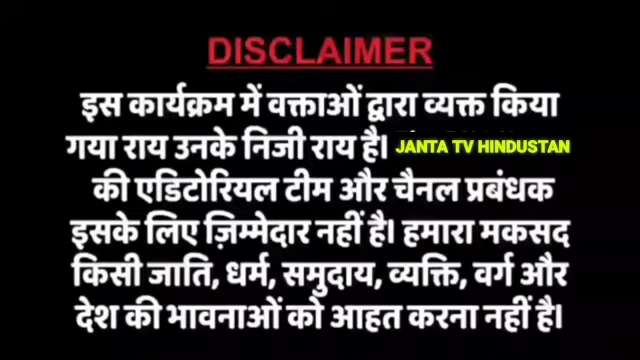 DISCLAIMER
इस कार्यक्रम में वक्ताओं द्वारा व्यक्त किया
गया राय उनके निजी राय है। JANTA TV HINDUSTAN
की एडिटोरियल टीम और चैनल प्रबंधक
इसके लिए ज़िम्मेदार नहीं है। हमारा मकसद
किसी जाति, धर्म, समुदाय, व्यक्ति, वर्ग और
देश की भावनाओं को आहत करना नहीं है।